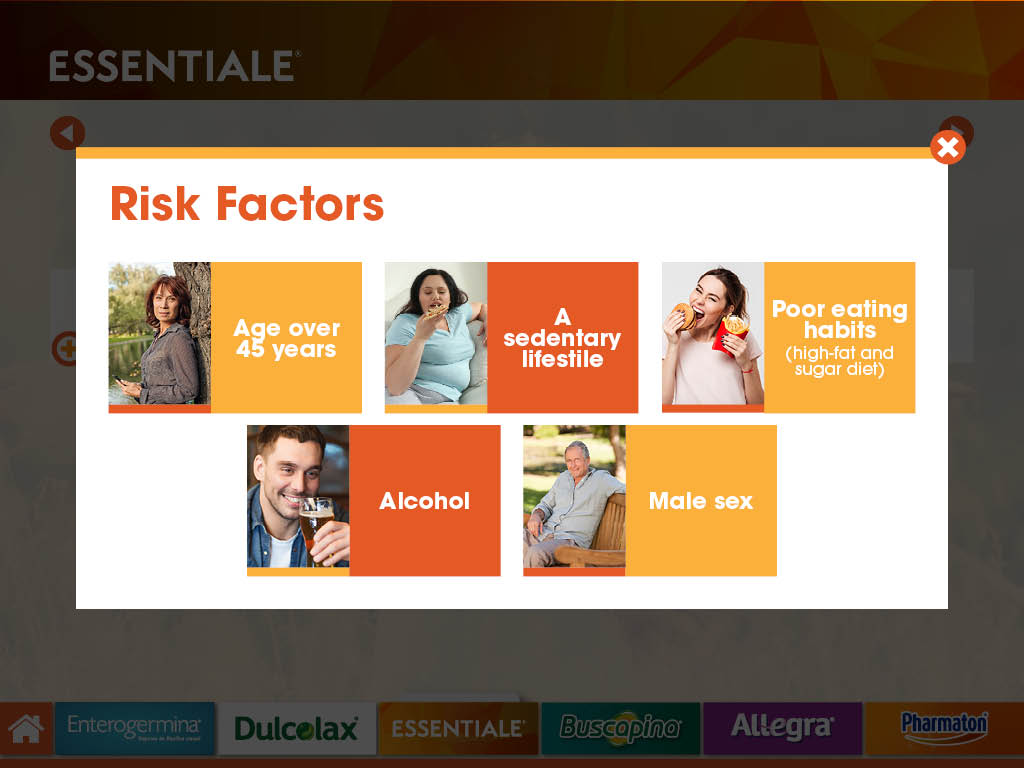 ESSENTIALE®
Risk Factors
Age over
45 years
A
sedentary
lifestile
Poor eating
habits
(high-fat and
sugar diet)
Alcohol
Male sex
Enterogermina®
Dulcolax®
ESSENTIALE®
Buscapina®
Allegra®
Pharmaton®